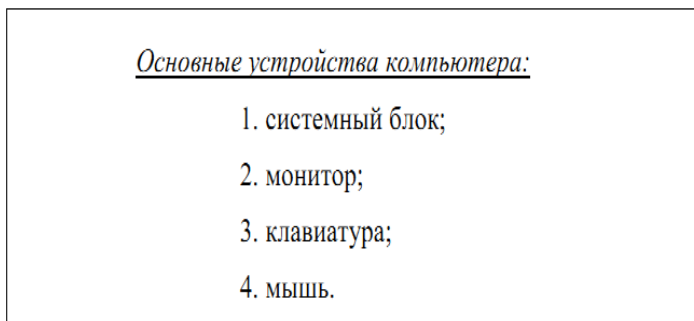 Основные устройства компьютера:
1. системный блок;
2. монитор;
3. клавиатура;
4. мышь.